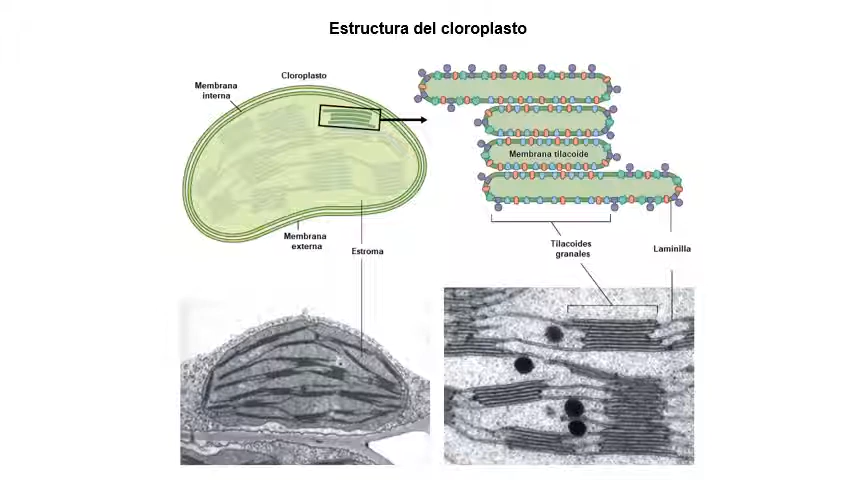 Estructura del cloroplasto
Cloroplasto
Membrana
interna
Membrana tilacoide
Membrana
externa
Estroma
Tilacoides
granales
Laminilla